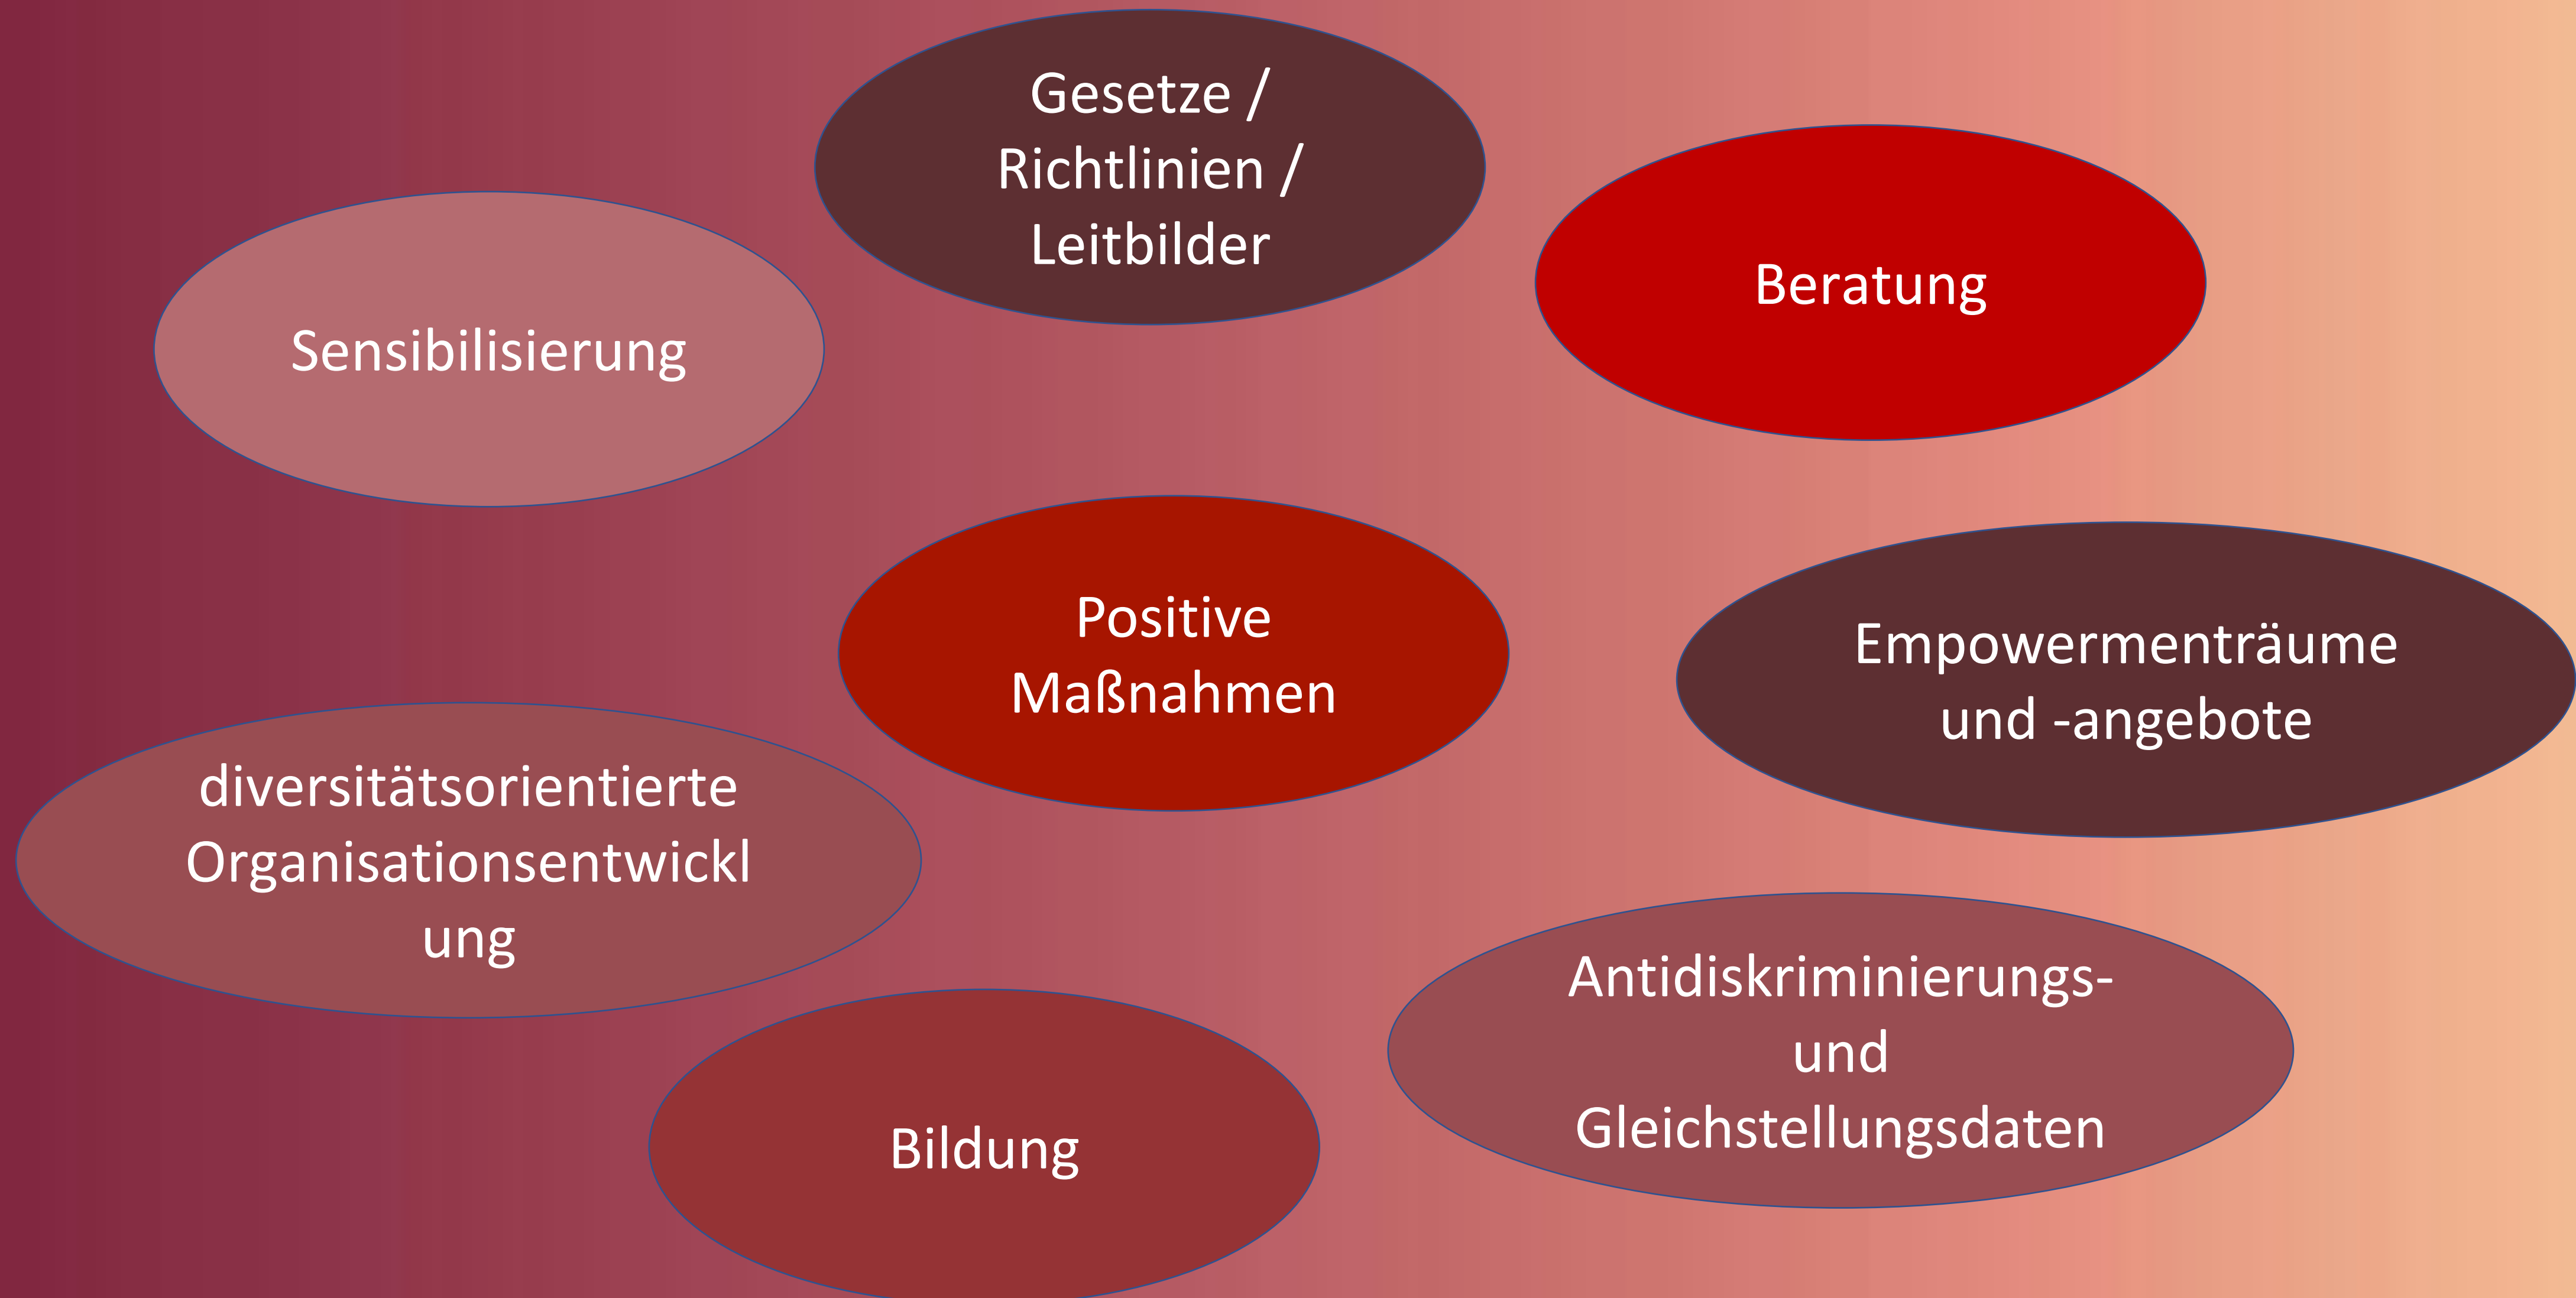 Gesetze /
Richtlinien /
Leitbilder
Beratung
Sensibilisierung
Positive
Maßnahmen
Empowermenträume
und -angebote
diversitätsorientierte
Organisationsentwickl
ung
Antidiskriminierungs-
und
Gleichstellungsdaten
Bildung